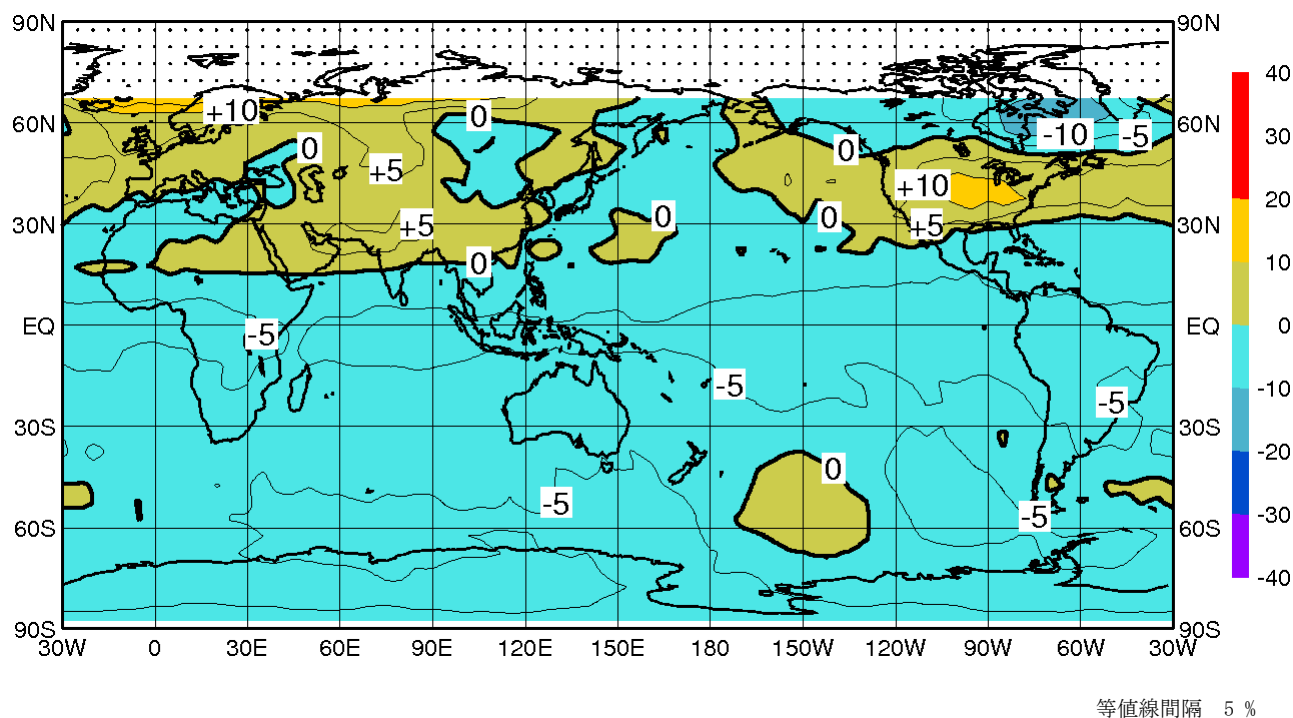 90N 90N
40
+10 0 30
60N 60N
0 -10 -5
0 +5
+10 20
0
30N +5 0 +5 30N
0 0 10
EQ -5 EQ 0
-5 -5 -10
30S 30S
0 -20
-5 -5
60S 60S -30
-40
90S 90S
30W 0 30E 60E 90E 120E 150E 180 150W 120W 90W 60W 30W
等値線間隔 5 %